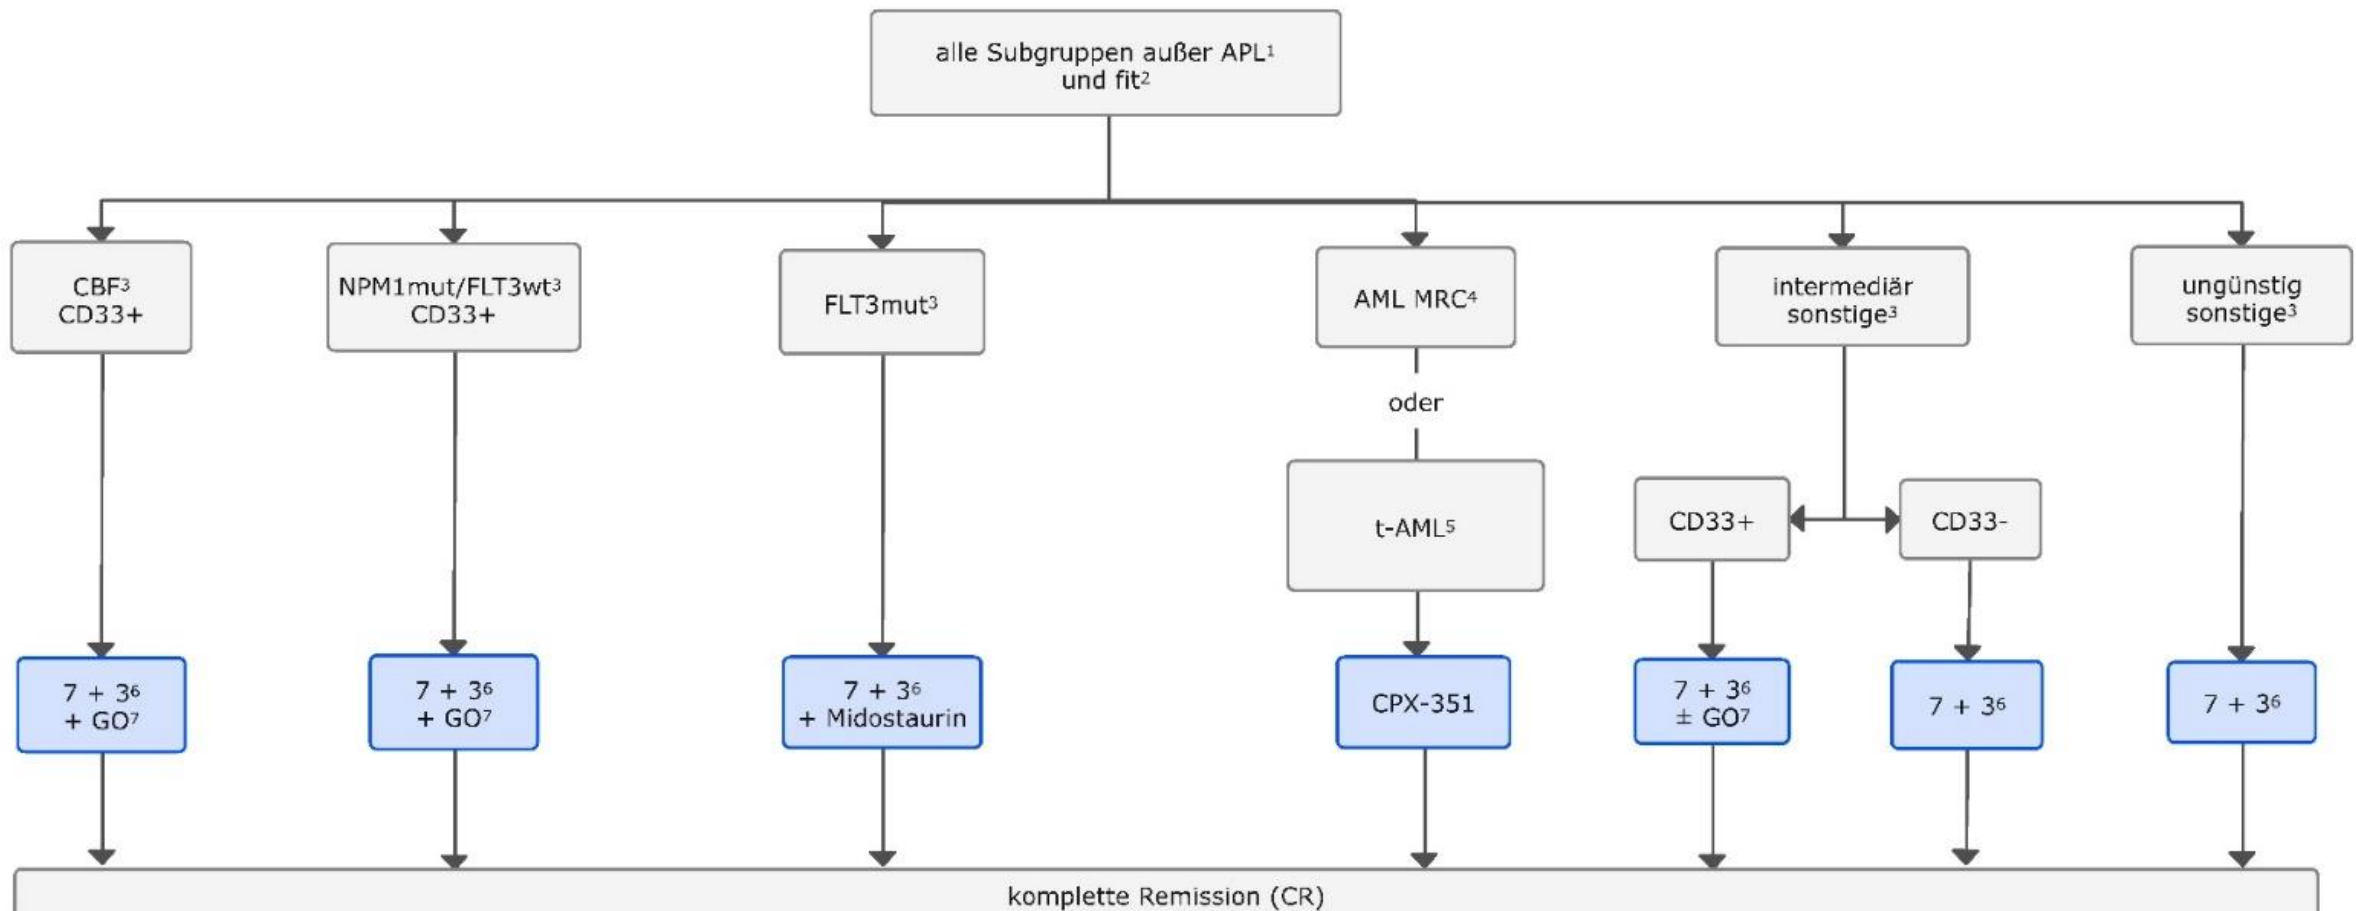 alle Subgruppen außer APL¹
und fit²
CBF³
CD33+
NPM1mut/FLT3wt³
CD33+
FLT3mut³
AML MRC⁴
intermediär
sonstige³
ungünstig
sonstige³
oder
t-AML⁵
CD33+
CD33-
7 + 3⁶
+ GO⁷
7 + 3⁶
+ GO⁷
7 + 3⁶
+ Midostaurin
CPX-351
7 + 3⁶
± GO⁷
7 + 3⁶
7 + 3⁶
komplette Remission (CR)